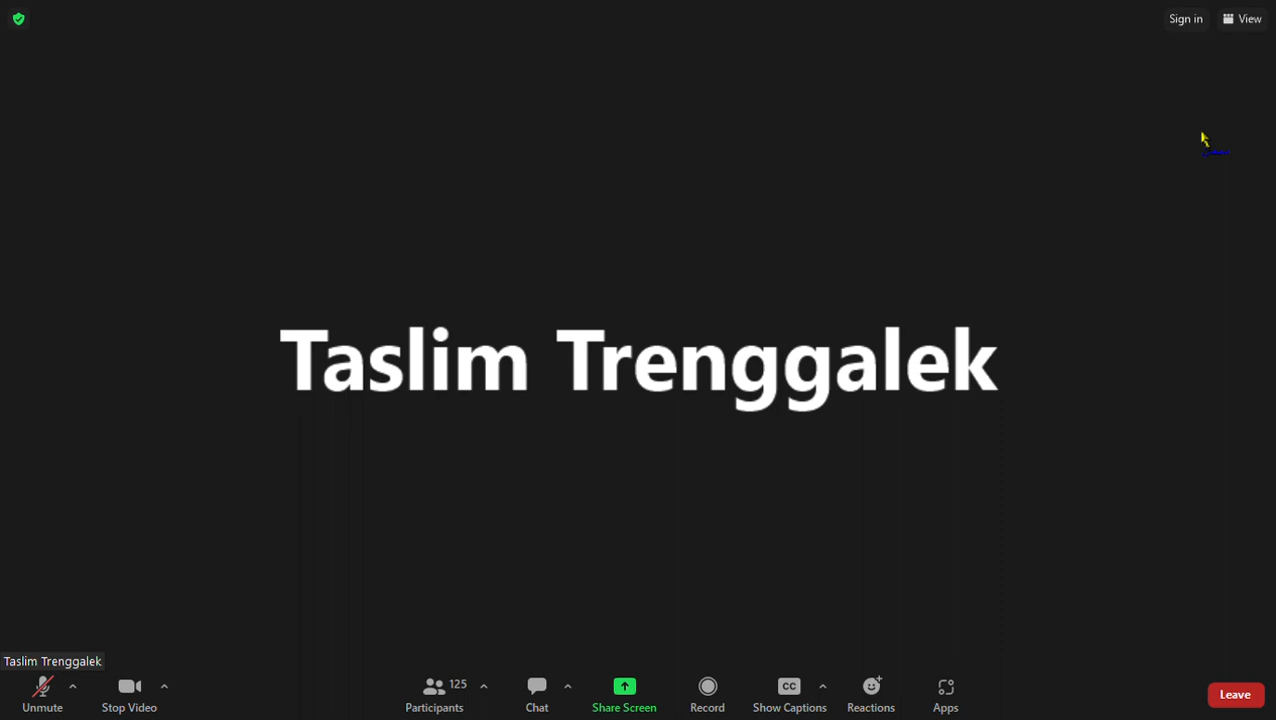 Sign in
View
Taslim Trenggalek
Taslim Trenggalek
Unmute
Stop Video
125
Participants
Chat
Share Screen
Record
CC
Show Captions
Reactions
Apps
Leave